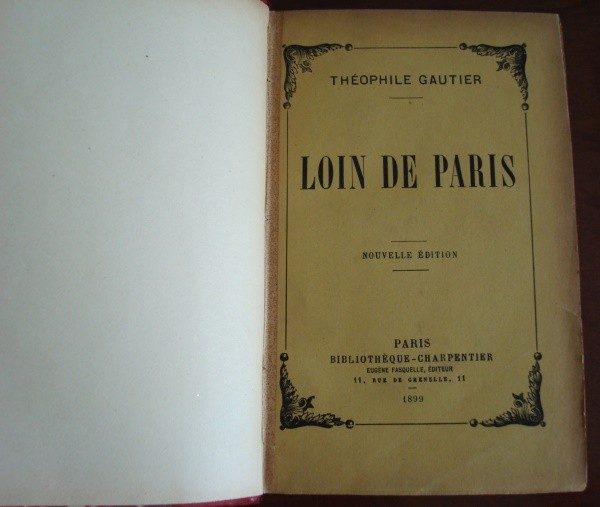 THÉOPHILE GAUTIER
LOIN DE PARIS
NOUVELLE ÉDITION
PARIS
BIBLIOTHÈQUE-CHARPENTIER
EUGÈNE FASQUELLE, ÉDITEUR
11, RUE DE GRENELLE, 11
1899